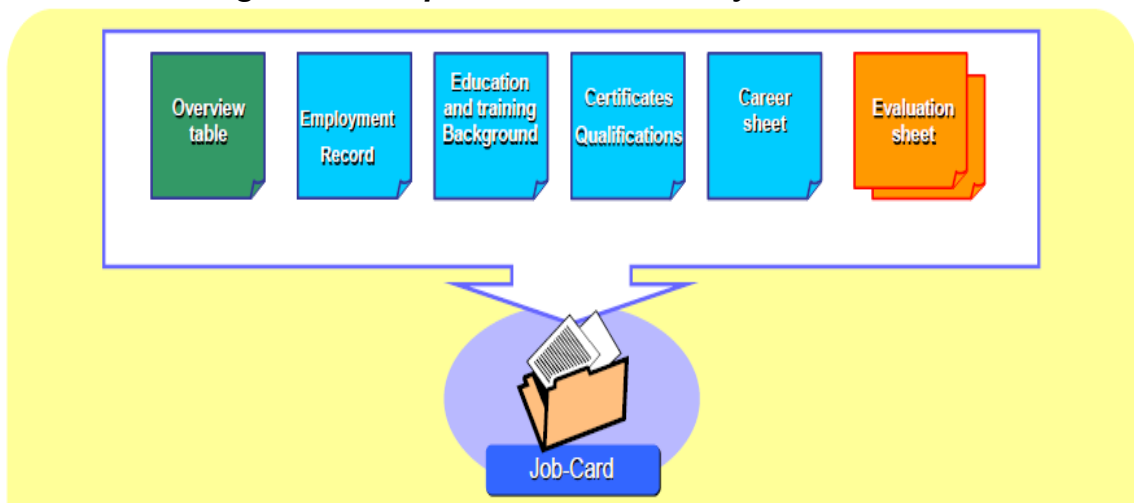 Overview
table
Employment
Record
Education
and training
Background
Certificates
Qualifications
Career
sheet
Evaluation
sheet
Job-Card